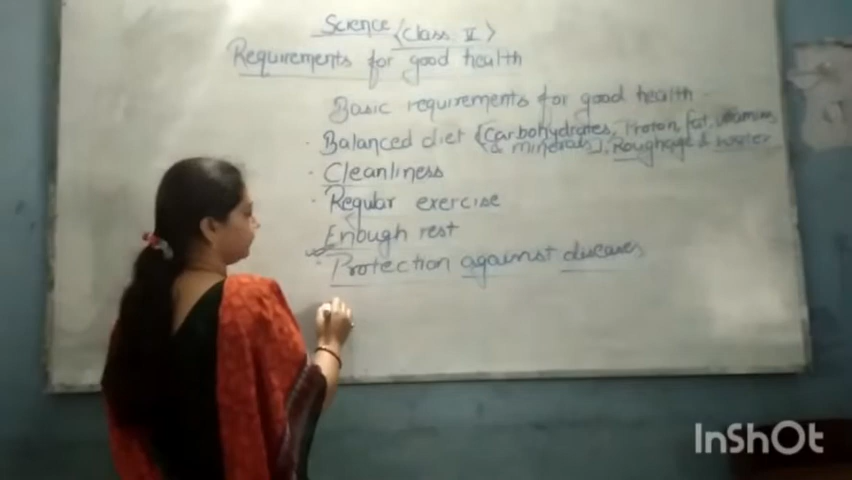 Science (Class V)
Requirements for good health
Basic requirements for good health -
· Balanced diet (Carbohydrates, Proton, fat, vitamins
& minerals), Roughage & water
· Cleanliness
· Regular exercise
Enough rest
· Protection against diseases
InShOt